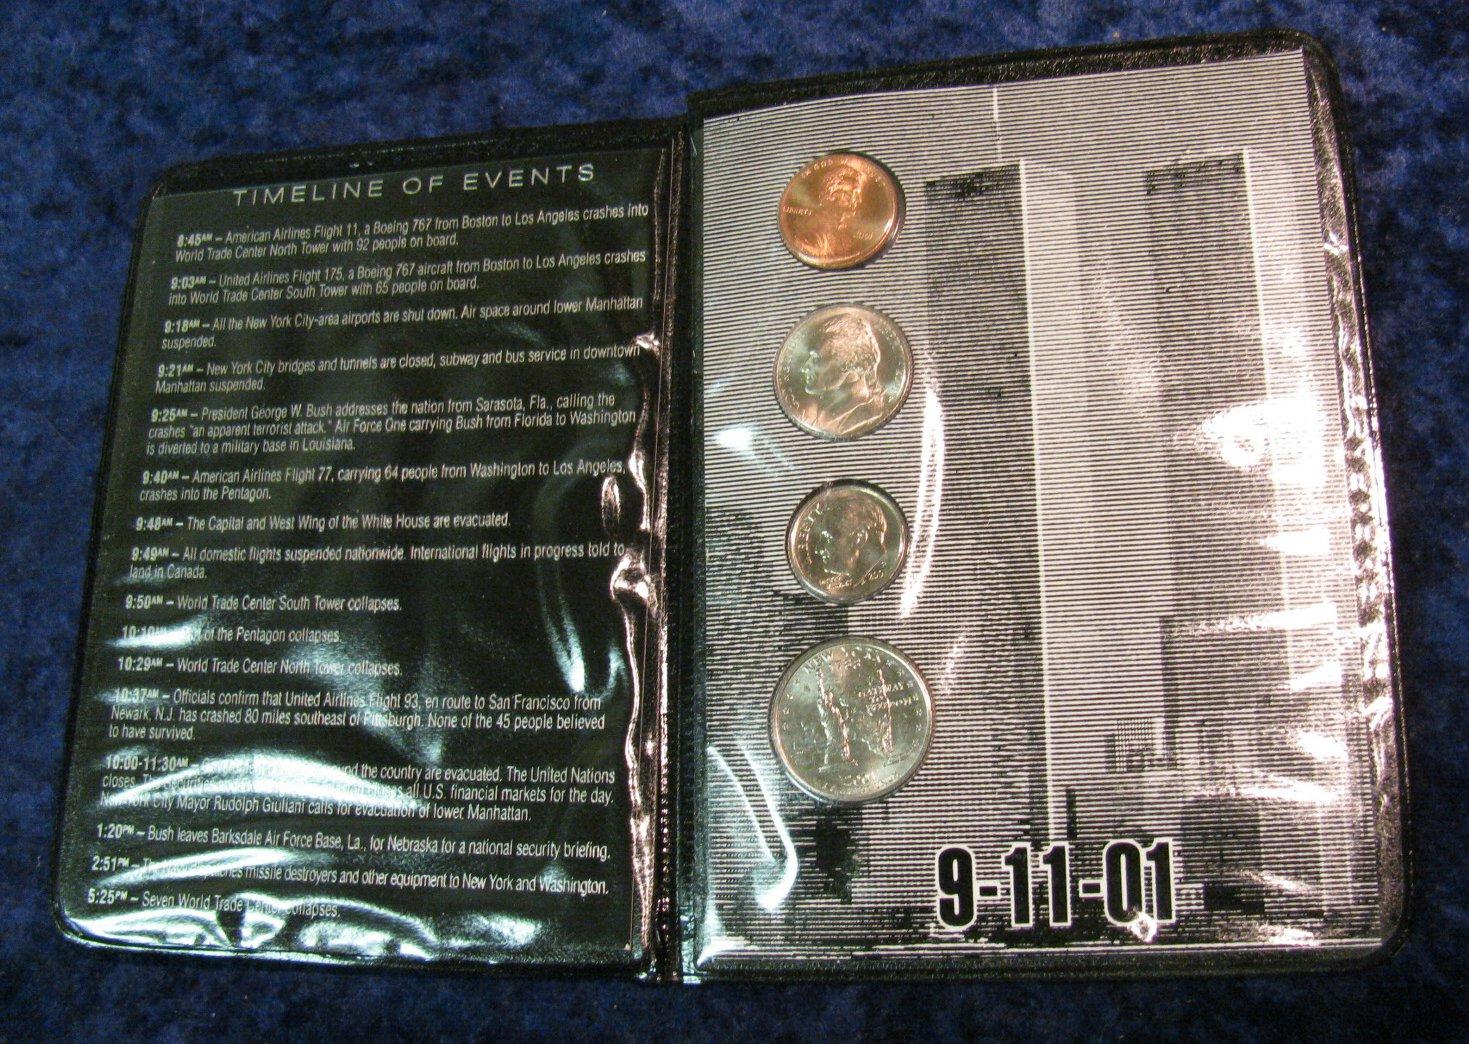 TIMELINE OF EVENTS
8:45AM – American Airlines Flight 11, a Boeing 767 from Boston to Los Angeles crashes into
World Trade Center North Tower with 92 people on board.
9:03AM – United Airlines Flight 175, a Boeing 767 aircraft from Boston to Los Angeles crashes
into World Trade Center South Tower with 65 people on board.
9:18AM – All the New York City-area airports are shut down. Air space around lower Manhattan
suspended.
9:21AM – New York City bridges and tunnels are closed, subway and bus service in downtown
Manhattan suspended.
9:25AM – President George W. Bush addresses the nation from Sarasota, Fla., calling the
crashes "an apparent terrorist attack." Air Force One carrying Bush from Florida to Washington
is diverted to a military base in Louisiana.
9:40AM – American Airlines Flight 77, carrying 64 people from Washington to Los Angeles,
crashes into the Pentagon.
9:48AM – The Capital and West Wing of the White House are evacuated.
9:49AM – All domestic flights suspended nationwide. International flights in progress told to
land in Canada.
9:50AM – World Trade Center South Tower collapses.
of the Pentagon collapses.
10:29AM – World Trade Center North Tower collapses.
10:37AM – Officials confirm that United Airlines Flight 93, en route to San Francisco from
Newark, N.J. has crashed 80 miles southeast of Pittsburgh. None of the 45 people believed
to have survived.
10:00-11:30AM – the country are evacuated. The United Nations
closes. all U.S. financial markets for the day.
New York City Mayor Rudolph Giuliani calls for evacuation of lower Manhattan.
1:20PM – Bush leaves Barksdale Air Force Base, La., for Nebraska for a national security briefing.
2:51PM – missile destroyers and other equipment to New York and Washington.
5:25PM – Seven World Trade Center collapses.
LIBERTY
LIBERTY
9-11-01